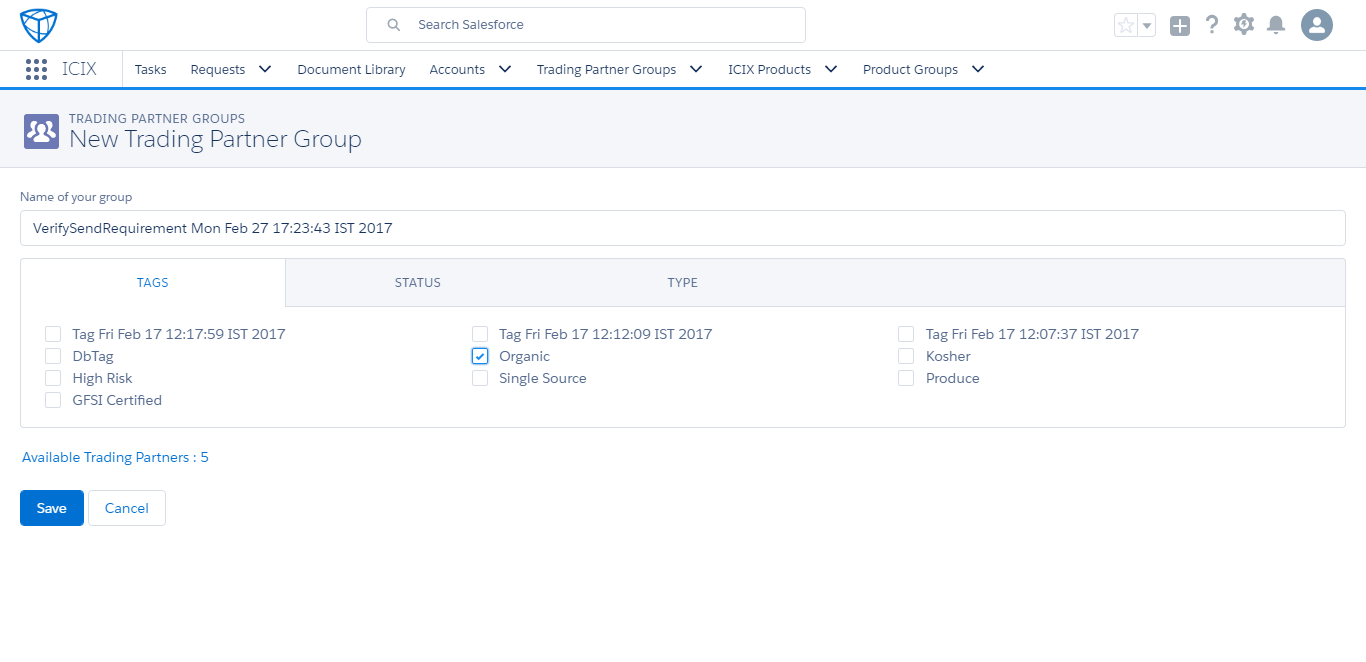 Search Salesforce
ICIX Tasks Requests Document Library Accounts Trading Partner Groups ICIX Products Product Groups
TRADING PARTNER GROUPS
New Trading Partner Group
Name of your group
VerifySendRequirement Mon Feb 27 17:23:43 IST 2017
TAGS STATUS TYPE
Tag Fri Feb 17 12:17:59 IST 2017 Tag Fri Feb 17 12:12:09 IST 2017 Tag Fri Feb 17 12:07:37 IST 2017
DbTag Organic Kosher
High Risk Single Source Produce
GFSI Certified
Available Trading Partners : 5
Save Cancel